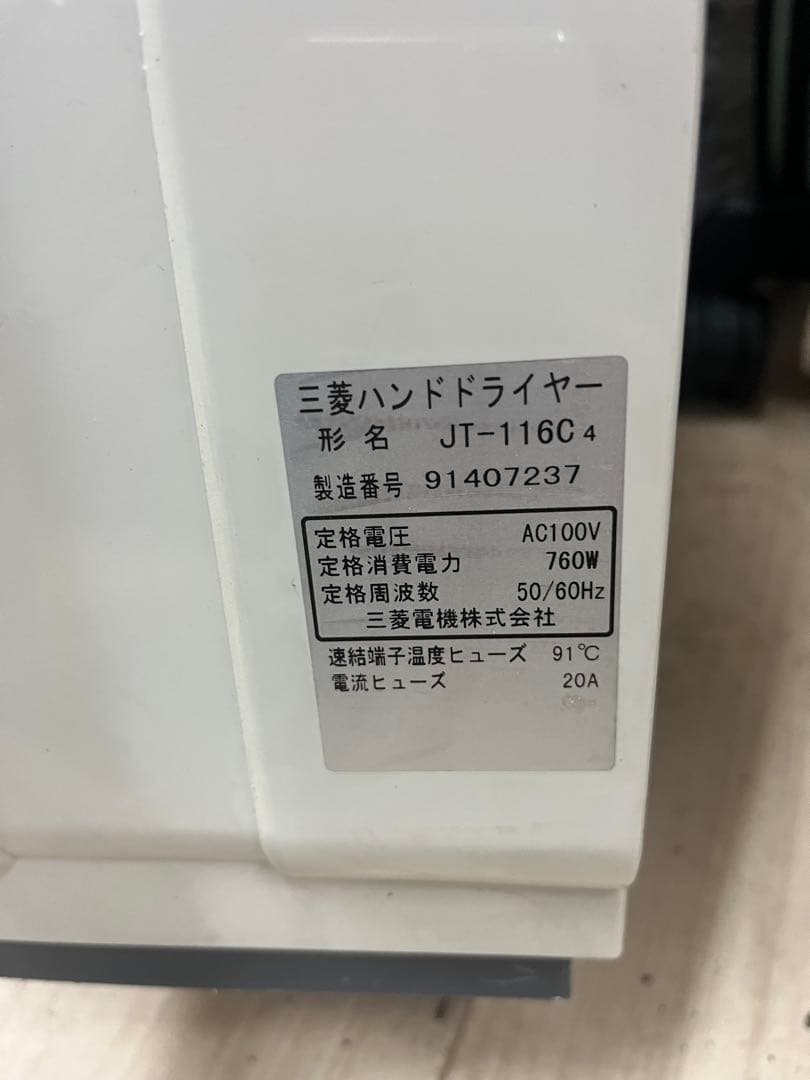 三菱ハンドドライヤー
形名 JT-116C4
製造番号 91407237
定格電圧 AC100V
定格消費電力 760W
定格周波数 50/60Hz
三菱電機株式会社
速結端子温度ヒューズ 91℃
電流ヒューズ 20A